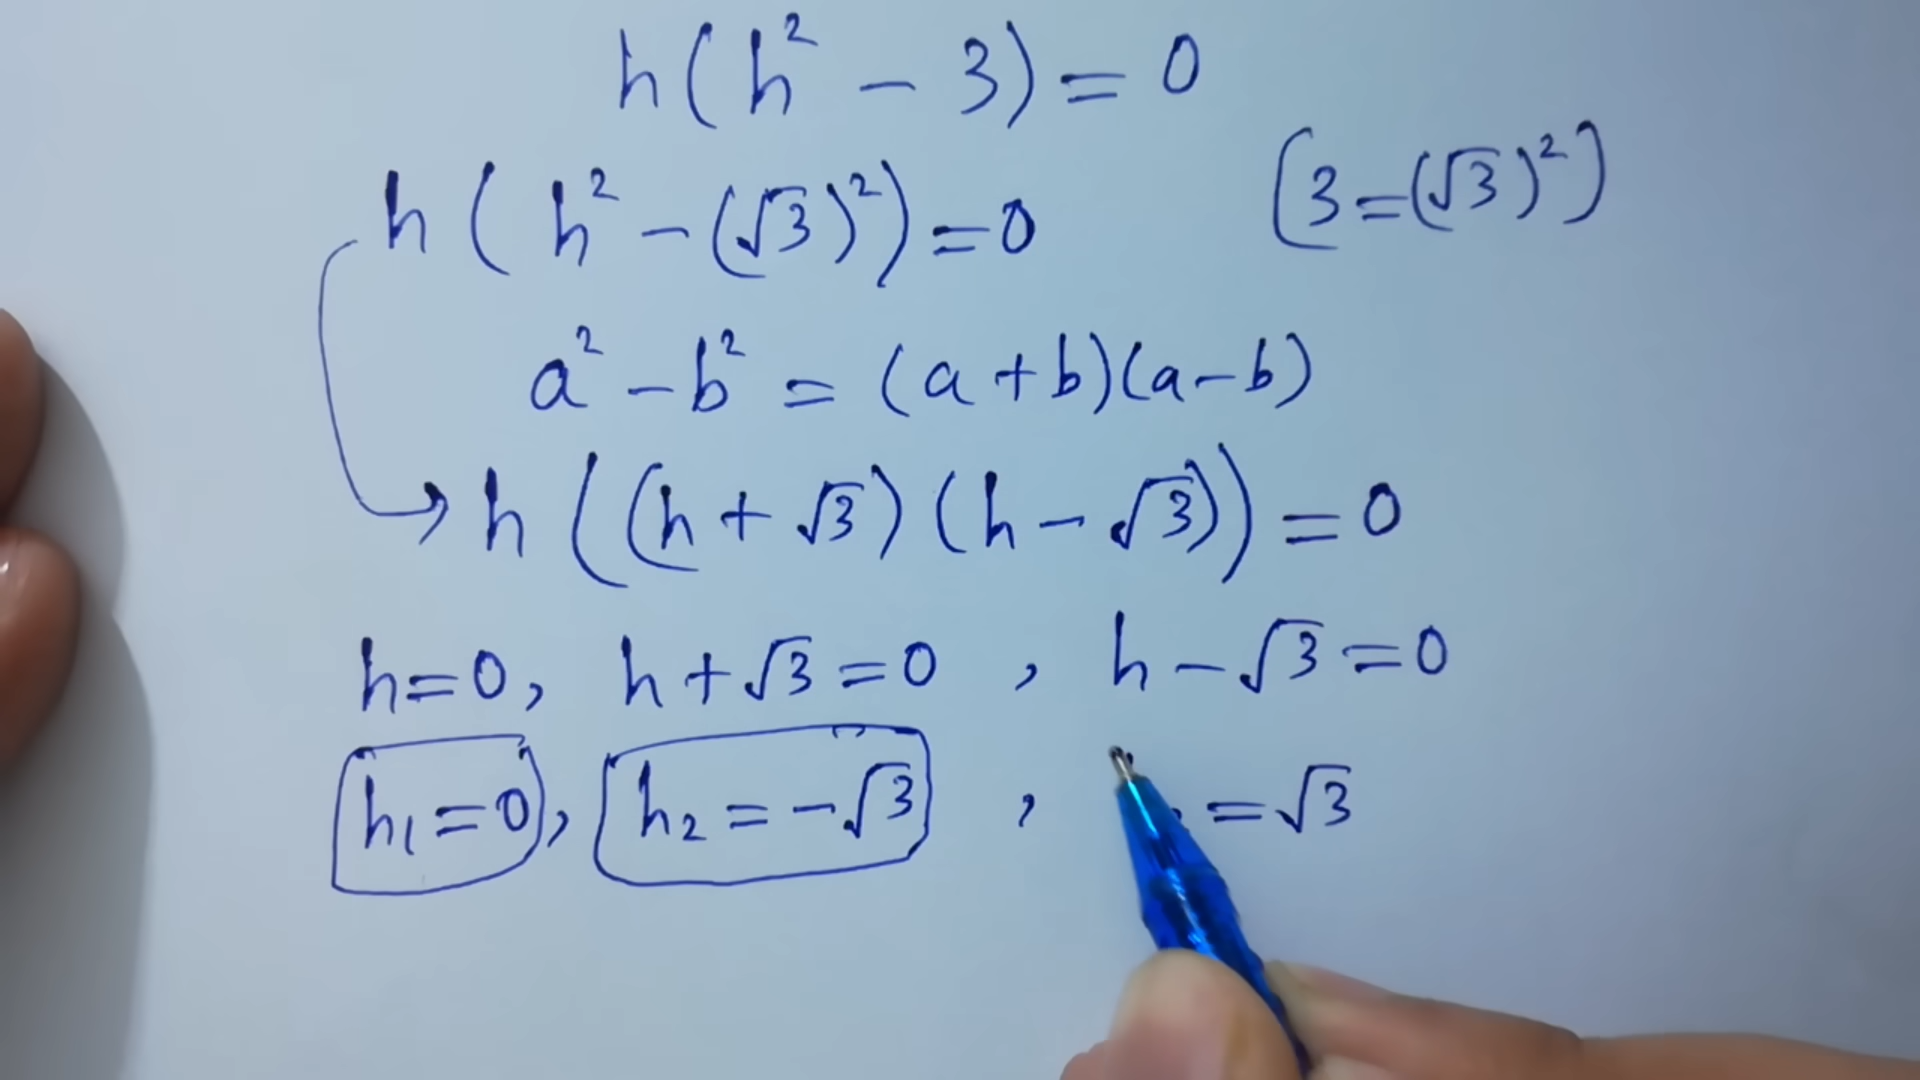 h(h² − 3) = 0
h(h² − (√3)²) = 0 (3 = (√3)²)
a² − b² = (a + b)(a − b)
h((h + √3)(h − √3)) = 0
h = 0, h + √3 = 0, h − √3 = 0
h₁ = 0, h₂ = −√3, = √3